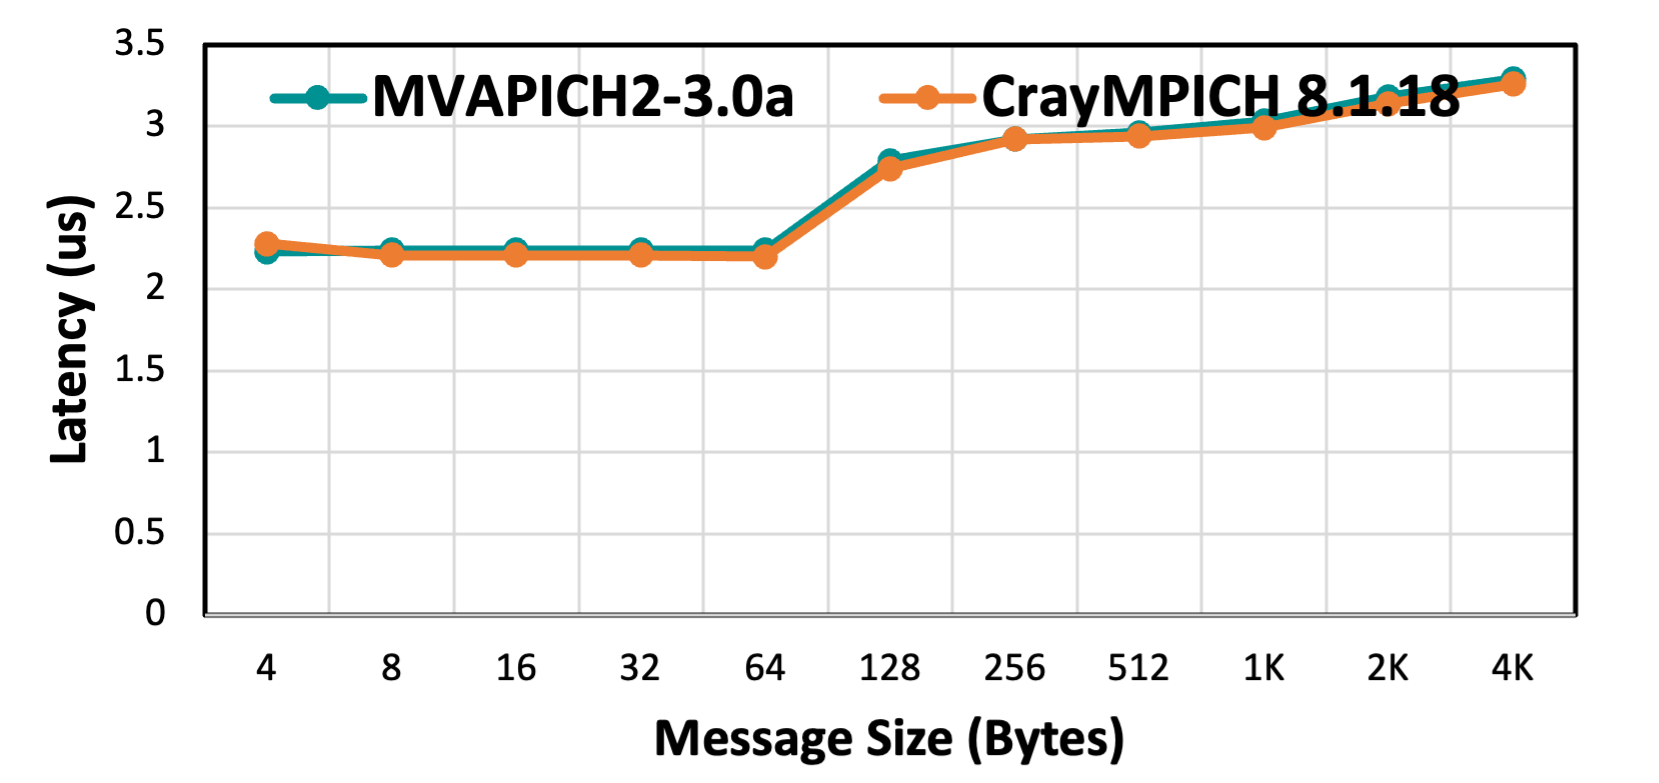 MVAPICH2-3.0a CrayMPICH 8.1.18
3.5
3
2.5
2
1.5
1
0.5
0
Latency (us)
4 8 16 32 64 128 256 512 1K 2K 4K
Message Size (Bytes)